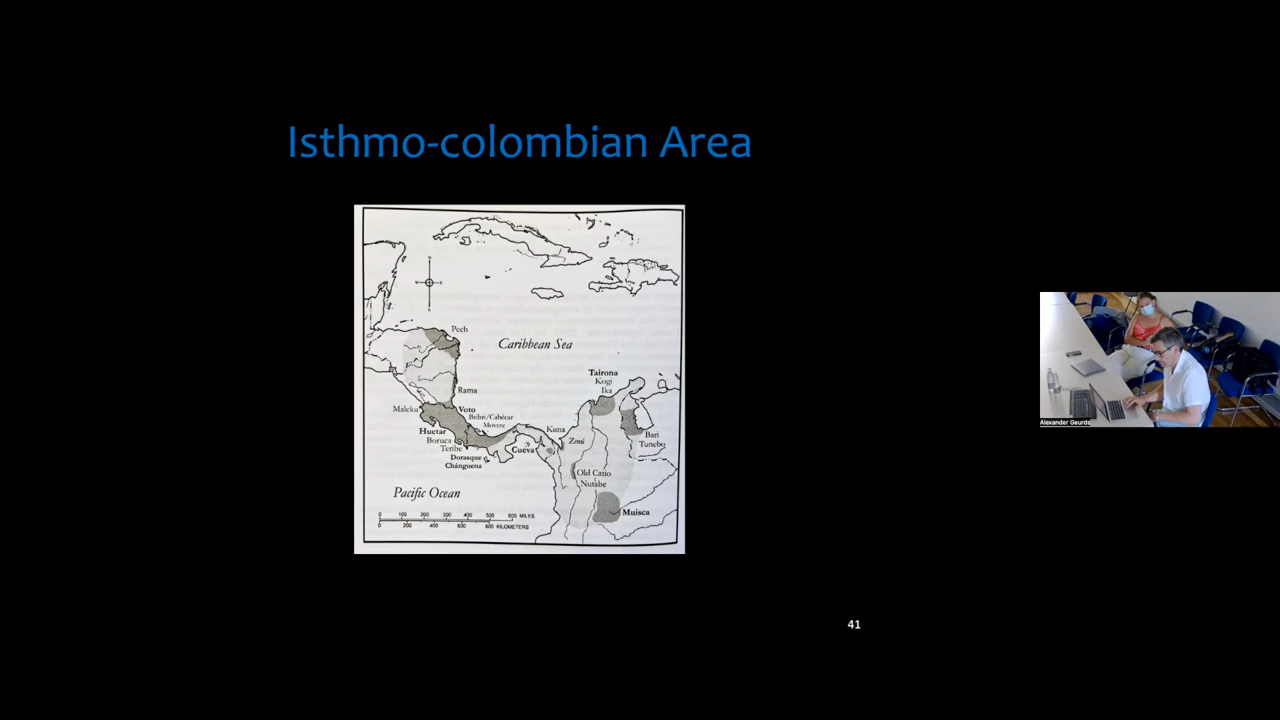 Isthmo-colombian Area
N
Pech
Caribbean Sea
Rama
Tairona
Kogi
Ika
Maleku
Voto
Bribri/Cabécar
Movere
Huetar
Boruca
Teribe
Dorasque
Chánguena
Cueva
Kuna
Zenú
Bari
Tunebo
Old Catio
Nutabe
Muisca
Pacific Ocean
0 100 200 300 400 500 600 MILES
0 200 400 600 800 KILOMETERS
41
Alexander Geurds